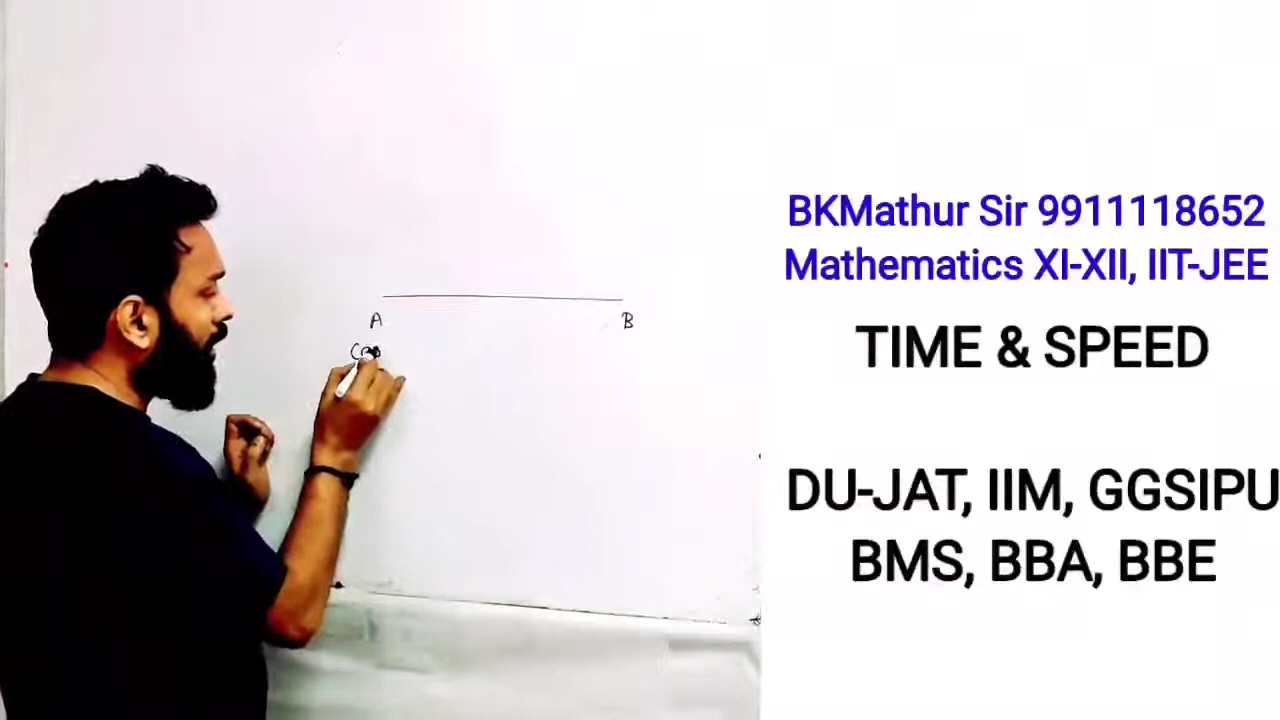 A B
BKMathur Sir 9911118652
Mathematics XI-XII, IIT-JEE
TIME & SPEED
DU-JAT, IIM, GGSIPU
BMS, BBA, BBE